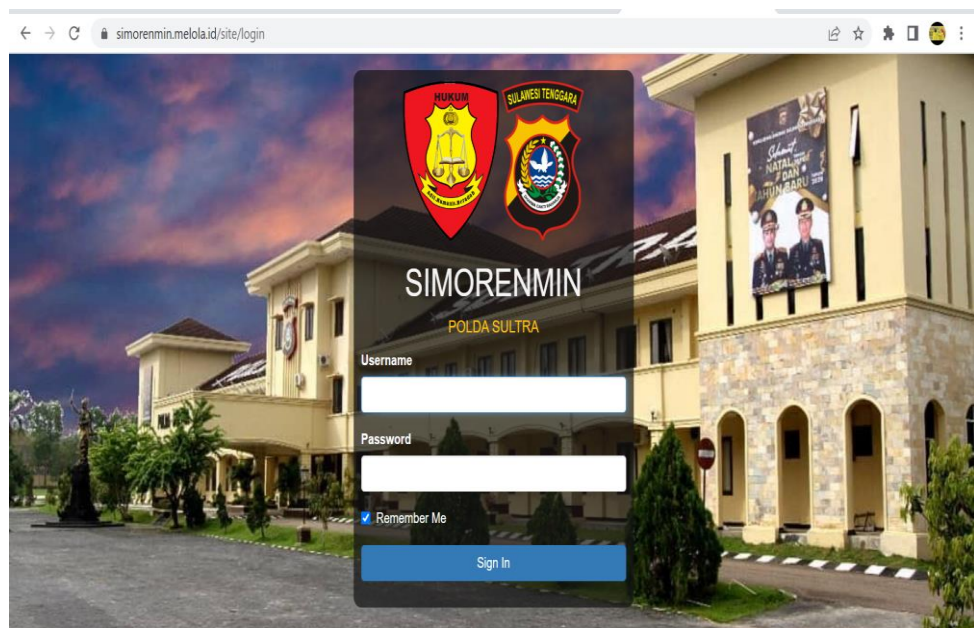 simorenmin.melola.id/site/login
HUKUM
SULAWESI TENGGARA
SIMORENMIN
POLDA SULTRA
Username
Password
Remember Me
Sign In
Selamat
NATAL
DAN
TAHUN BARU